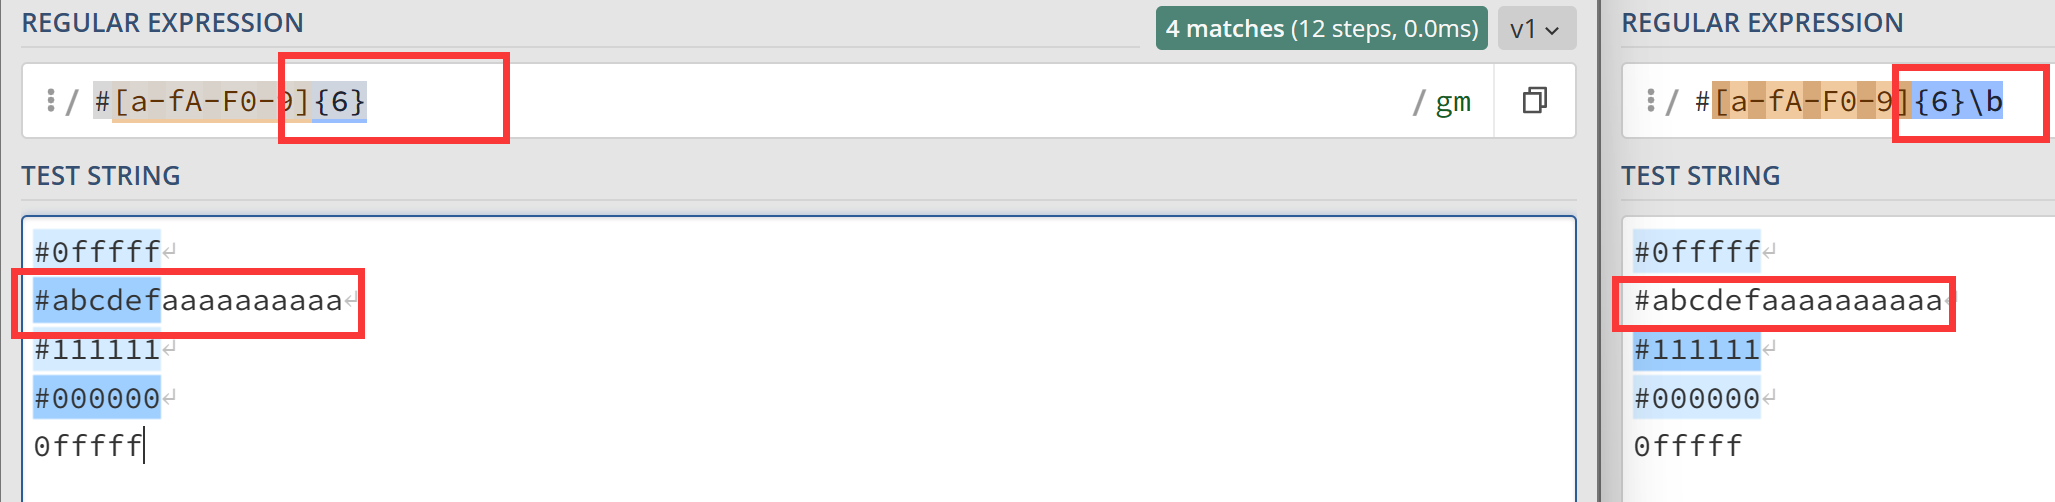 REGULAR EXPRESSION
4 matches (12 steps, 0.0ms)
v1
/ #[a-fA-F0-9]{6}
/ gm
TEST STRING
#0fffff
#abcdefaaaaaaaaaa
#111111
#000000
0fffff
REGULAR EXPRESSION
/ #[a-fA-F0-9]{6}\b
TEST STRING
#0fffff
#abcdefaaaaaaaaaa
#111111
#000000
0fffff